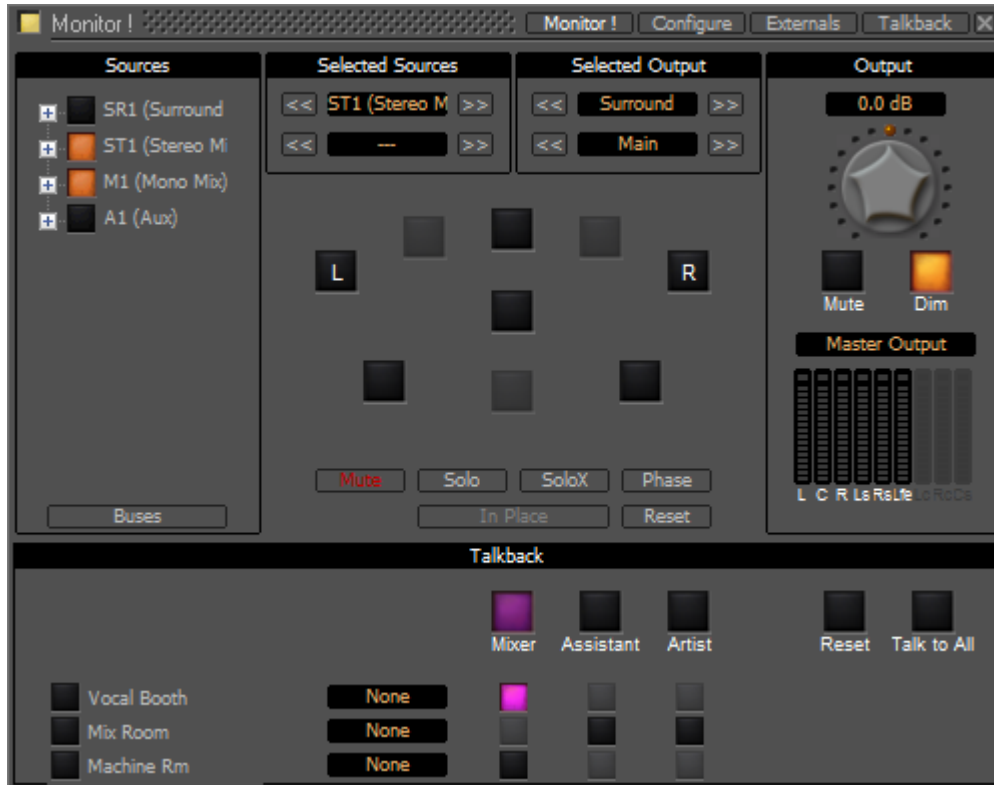 Monitor ! Monitor ! Configure Externals Talkback
Sources Selected Sources Selected Output Output
SR1 (Surround << ST1 (Stereo M >> << Surround >> 0.0 dB
ST1 (Stereo Mi << --- >> << Main >>
M1 (Mono Mix)
A1 (Aux)
L R
Mute Dim
Master Output
Mute Solo SoloX Phase
L C R Ls Rs Lfe Lc Rc Cs
Buses In Place Reset
Talkback
Mixer Assistant Artist Reset Talk to All
Vocal Booth None
Mix Room None
Machine Rm None